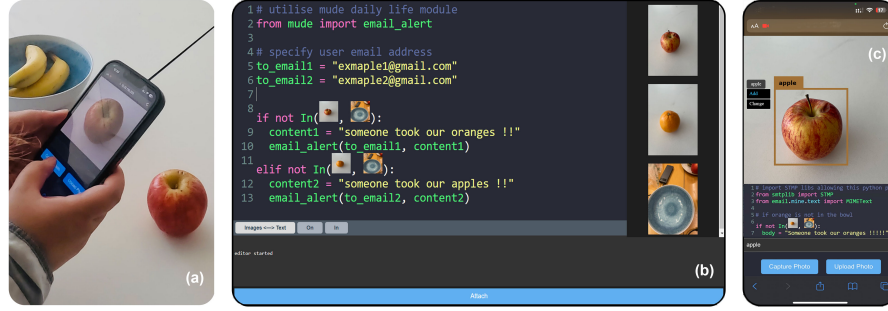 (a)
1 # utilise mude daily life module
2 from mude import email_alert
3
4 # specify user email address
5 to_email1 = "exmaple1@gmail.com"
6 to_email2 = "exmaple2@gmail.com"
7
8 if not In( , ):
9 content1 = "someone took our oranges !!"
10 email_alert(to_email1, content1)
11 elif not In( , ):
12 content2 = "someone took our apples !!"
13 email_alert(to_email2, content2)
Images <—> Text On In
editor started
(b)
Attach
AA
(c)
apple apple
Add
Change
1 # import STMP libs allowing this python p
2 from smtplib import STMP
3 from email.mine.text import MIMEText
4
5 # if orange is not in the bowl
6 if not In( , ):
7 body = "Someone took our oranges !!!!!"
apple
Capture Photo Upload Photo